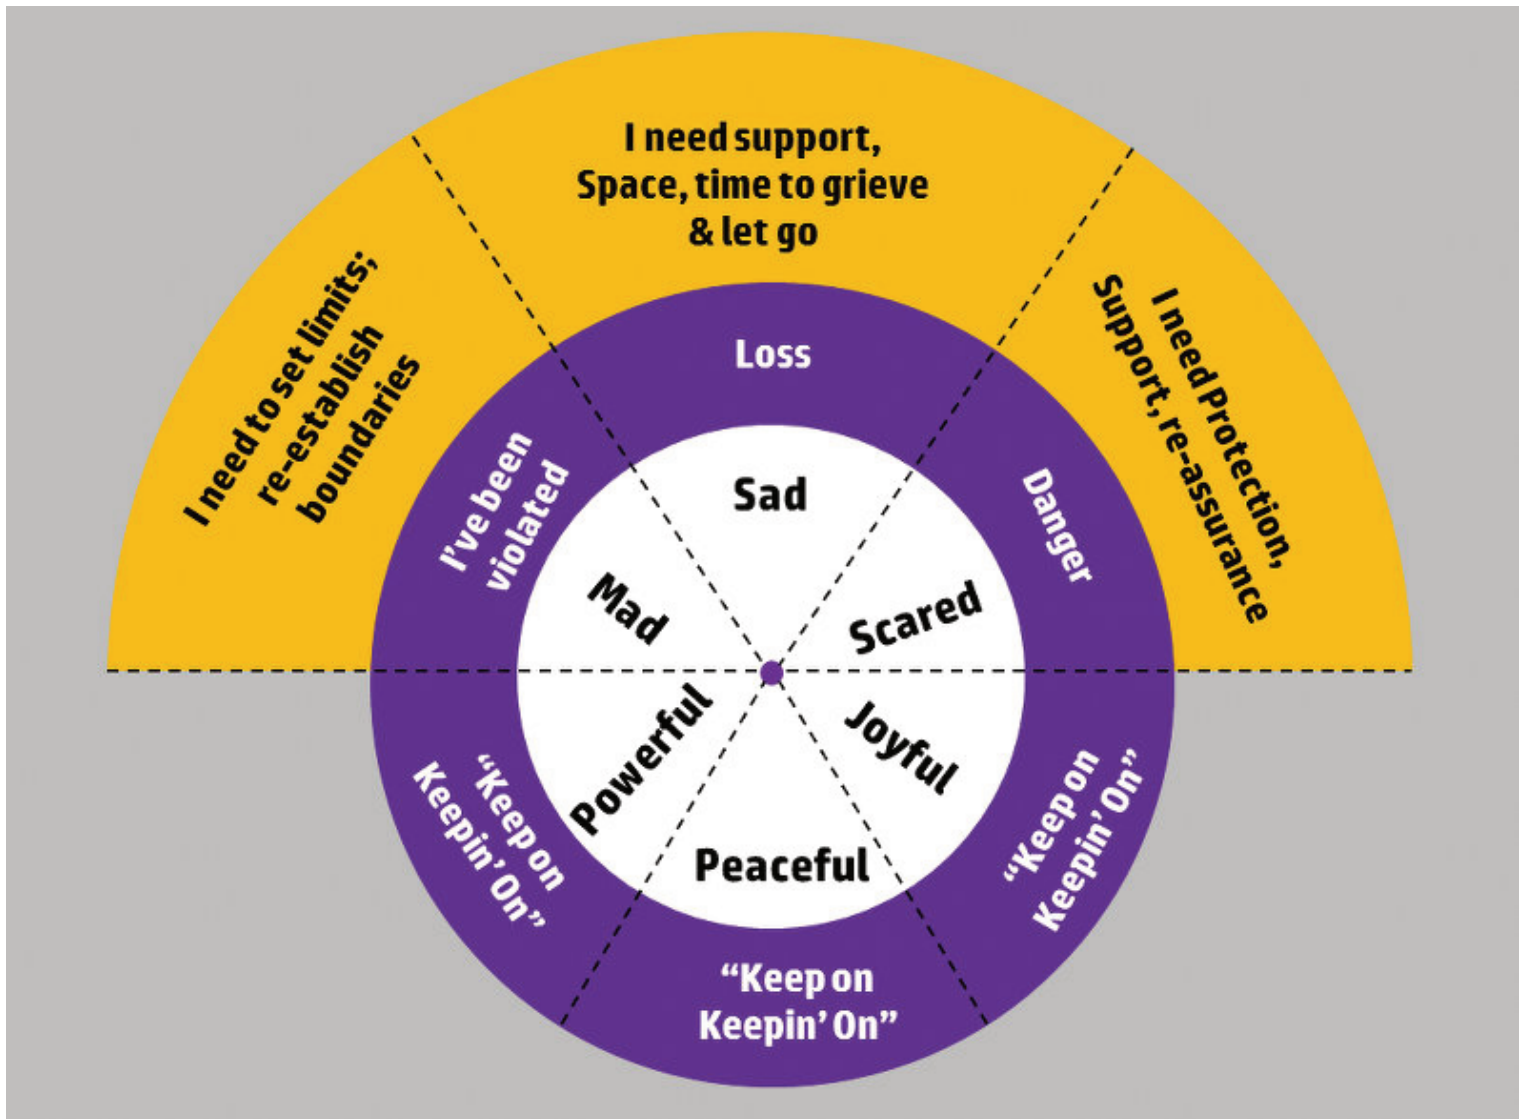 I need support,
Space, time to grieve
& let go
I need to set limits;
re-establish
boundaries
I need Protection,
Support, re-assurance
Loss
I've been
violated
Danger
Sad
Mad
Scared
Powerful
Joyful
Peaceful
“Keep on
Keepin’ On”
“Keep on
Keepin’ On”
“Keep on
Keepin’ On”